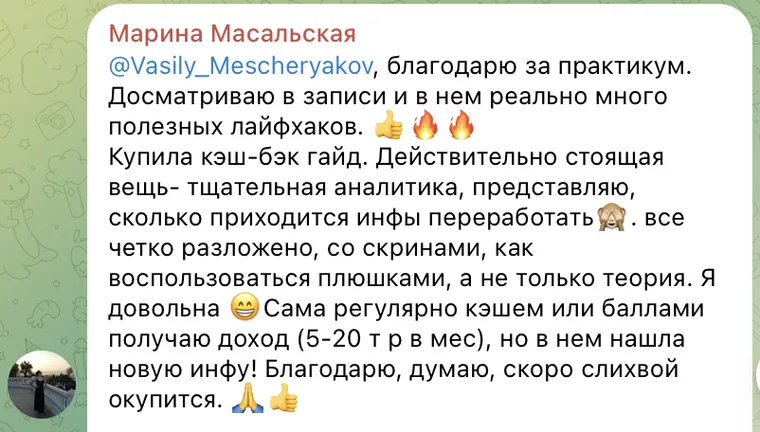 Марина Масальская
@Vasily_Mescheryakov, благодарю за практикум.
Досматриваю в записи и в нем реально много
полезных лайфхаков. 👍🔥🔥
Купила кэш-бэк гайд. Действительно стоящая
вещь- тщательная аналитика, представляю,
сколько приходится инфы переработать🙈. все
четко разложено, со скринами, как
воспользоваться плюшками, а не только теория. Я
довольна 😁Сама регулярно кэшем или баллами
получаю доход (5-20 т р в мес), но в нем нашла
новую инфу! Благодарю, думаю, скоро слихвой
окупится. 🙏👍